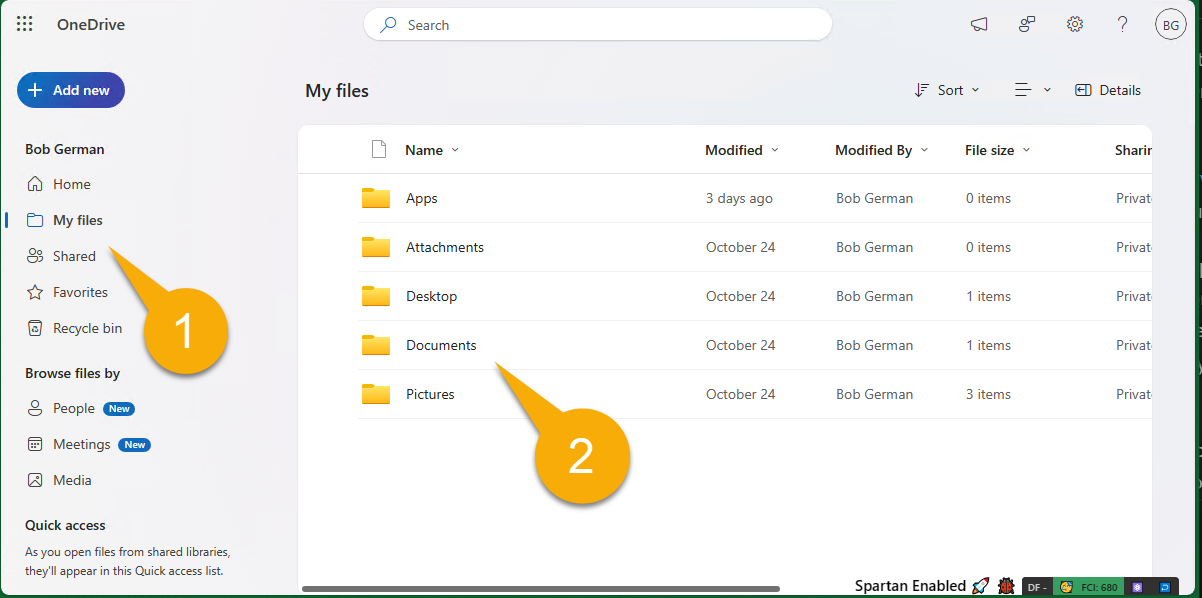 OneDrive
Search
BG
Add new
My files
Sort
Details
Bob German
Home
My files
Shared
Favorites
Recycle bin
1
Browse files by
People New
Meetings New
Media
Quick access
As you open files from shared libraries,
they'll appear in this Quick access list.
Name Modified Modified By File size Sharin
Apps 3 days ago Bob German 0 items Privat
Attachments October 24 Bob German 0 items Privat
Desktop October 24 Bob German 1 items Privat
Documents October 24 Bob German 1 items Privat
Pictures October 24 Bob German 3 items Privat
2
Spartan Enabled DF - FCI: 680